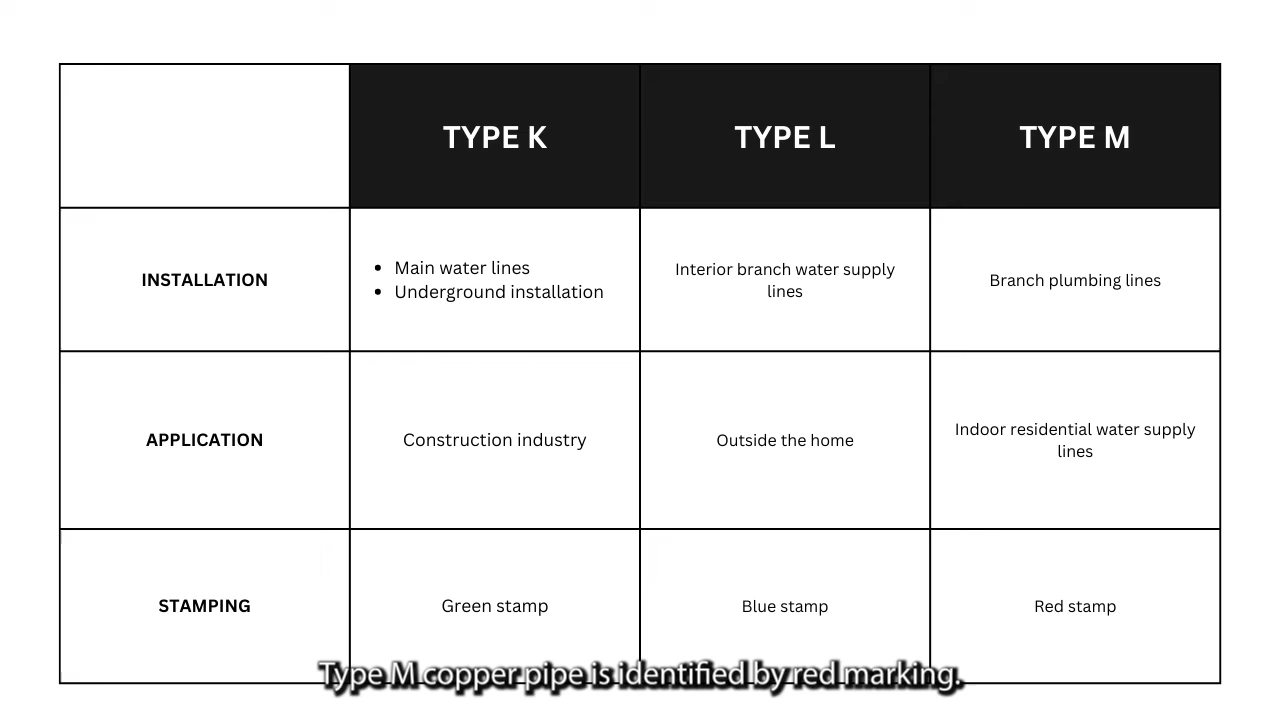 TYPE K
TYPE L
TYPE M
INSTALLATION
• Main water lines
• Underground installation
Interior branch water supply
lines
Branch plumbing lines
APPLICATION
Construction industry
Outside the home
Indoor residential water supply
lines
STAMPING
Green stamp
Blue stamp
Red stamp
Type M copper pipe is identified by red marking.